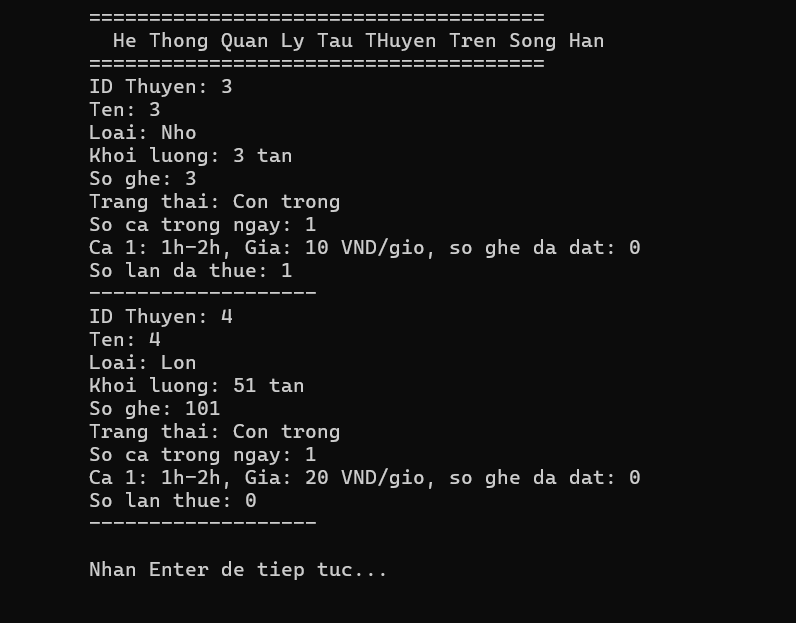 ======================================
He Thong Quan Ly Tau THuyen Tren Song Han
======================================
ID Thuyen: 3
Ten: 3
Loai: Nho
Khoi luong: 3 tan
So ghe: 3
Trang thai: Con trong
So ca trong ngay: 1
Ca 1: 1h-2h, Gia: 10 VND/gio, so ghe da dat: 0
So lan da thue: 1
-------------------
ID Thuyen: 4
Ten: 4
Loai: Lon
Khoi luong: 51 tan
So ghe: 101
Trang thai: Con trong
So ca trong ngay: 1
Ca 1: 1h-2h, Gia: 20 VND/gio, so ghe da dat: 0
So lan thue: 0
-------------------
Nhan Enter de tiep tuc...